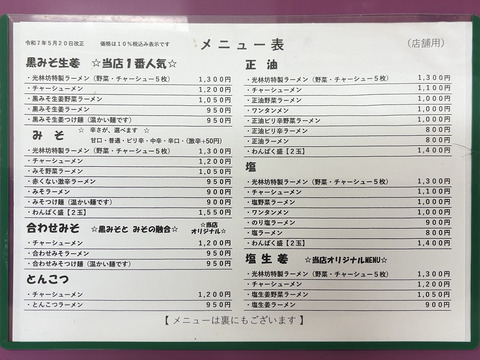 令和７年５月２０日改正　価格は１０％税込み表示です
メニュー表
（店舗用）
黒みそ生姜　☆当店１番人気☆
・光林坊特製ラーメン（野菜・チャーシュー５枚）　1,300円
・チャーシューメン　1,200円
・黒みそ生姜野菜ラーメン　1,050円
・黒みそ生姜ラーメン　950円
・黒みそ生姜つけ麺（温かい麺です）　950円
みそ　☆　辛さが、選べます　☆
甘口・普通・ピリ辛・中辛・辛口・（激辛+50円）
・光林坊特製ラーメン（野菜・チャーシュー５枚）　1,300円
・チャーシューメン　1,200円
・みそ野菜ラーメン　1,050円
・赤くない激辛ラーメン　950円
・みそラーメン　900円
・みそつけ麺（温かい麺です）　900円
・わんぱく盛【２玉】　1,550円
合わせみそ　☆黒みそと みその融合☆　☆当店オリジナル☆
・チャーシューメン　1,200円
・合わせみそラーメン　950円
・合わせみそつけ麺（温かい麺です）　950円
とんこつ
・チャーシューメン　1,200円
・とんこつラーメン　950円
正油
・光林坊特製ラーメン（野菜・チャーシュー５枚）　1,300円
・チャーシューメン　1,100円
・正油野菜ラーメン　1,000円
・ワンタンメン　1,000円
・正油ピリ辛野菜ラーメン　1,000円
・正油ピリ辛ラーメン　800円
・正油ラーメン　800円
・わんぱく盛【２玉】　1,400円
塩
・光林坊特製ラーメン（野菜・チャーシュー５枚）　1,300円
・チャーシューメン　1,100円
・塩野菜ラーメン　1,000円
・ワンタンメン　1,000円
・のり塩ラーメン　900円
・塩ラーメン　800円
・わんぱく盛【２玉】　1,400円
塩生姜　☆当店オリジナルMENU☆
・光林坊特製ラーメン（野菜・チャーシュー５枚）　1,300円
・チャーシューメン　1,200円
・塩生姜野菜ラーメン　1,050円
・塩生姜ラーメン　900円
【 メニューは裏にもございます 】